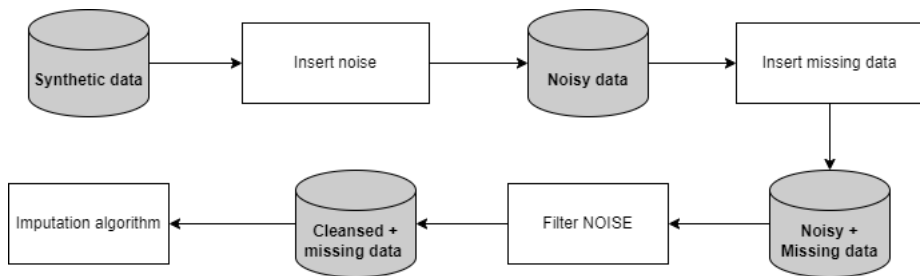 Synthetic data
Insert noise
Noisy data
Insert missing data
Imputation algorithm
Cleansed +
missing data
Filter NOISE
Noisy +
Missing data